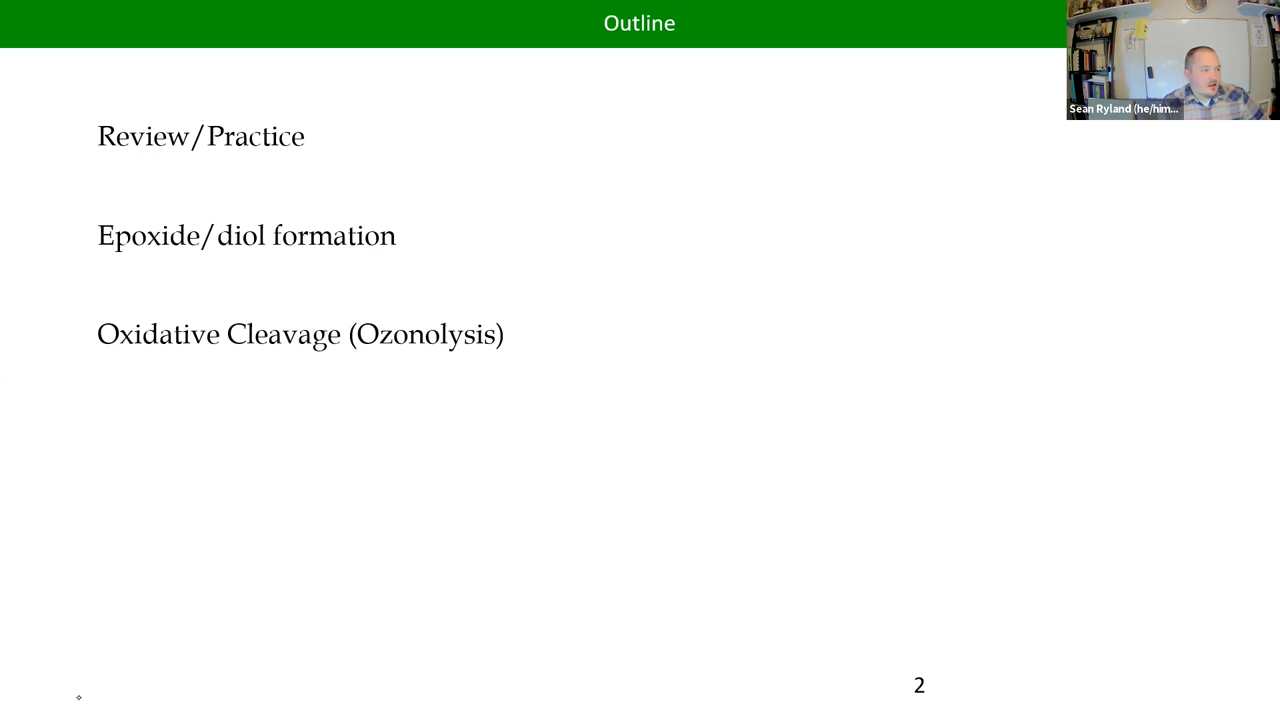 Outline
Sean Ryland (he/him...
Review/Practice
Epoxide/diol formation
Oxidative Cleavage (Ozonolysis)
2